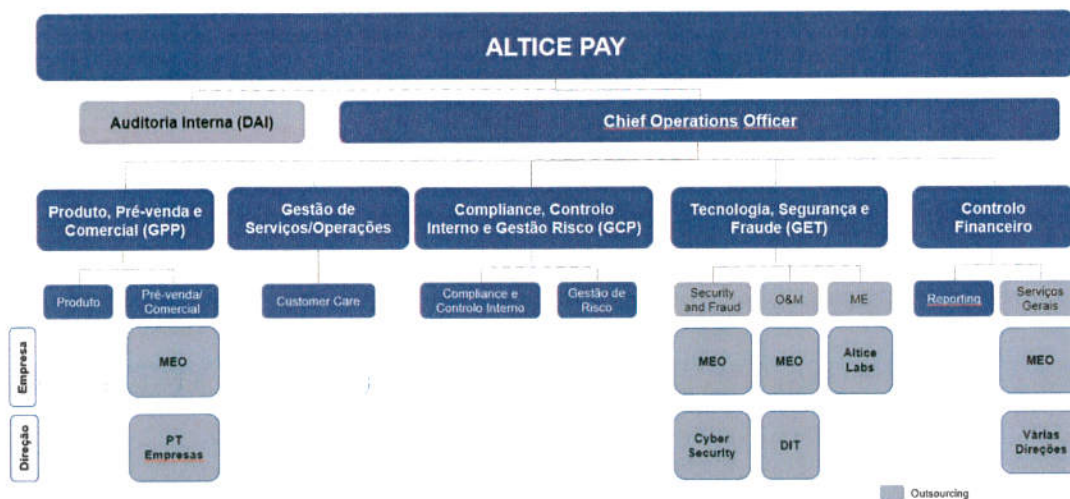 ALTICE PAY
Auditoria Interna (DAI)
Chief Operations Officer
Produto, Pré-venda e
Comercial (GPP)
Gestão de
Serviços/Operações
Compliance, Controlo
Interno e Gestão Risco (GCP)
Tecnologia, Segurança e
Fraude (GET)
Controlo
Financeiro
Produto
Pré-venda/
Comercial
Customer Care
Compliance e
Controlo Interno
Gestão de
Risco
Security
and Fraud
O&M
ME
Reporting
Serviços
Gerais
Empresa
MEO
MEO
MEO
Altice
Labs
MEO
Direção
PT
Empresas
Cyber
Security
DIT
Várias
Direções
Outsourcing